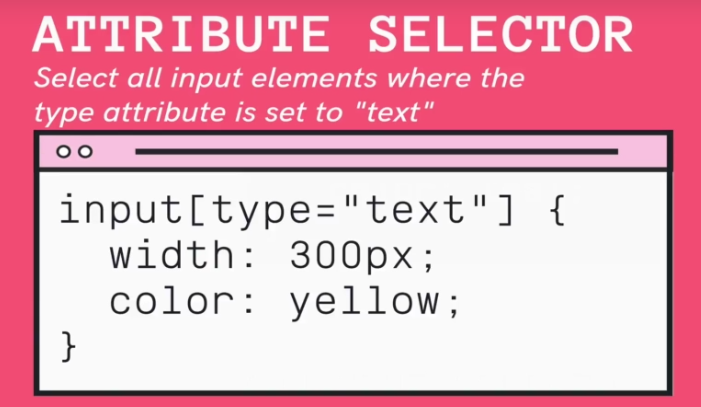 ATTRIBUTE SELECTOR
Select all input elements where the
type attribute is set to "text"
input[type="text"] {
  width: 300px;
  color: yellow;
}